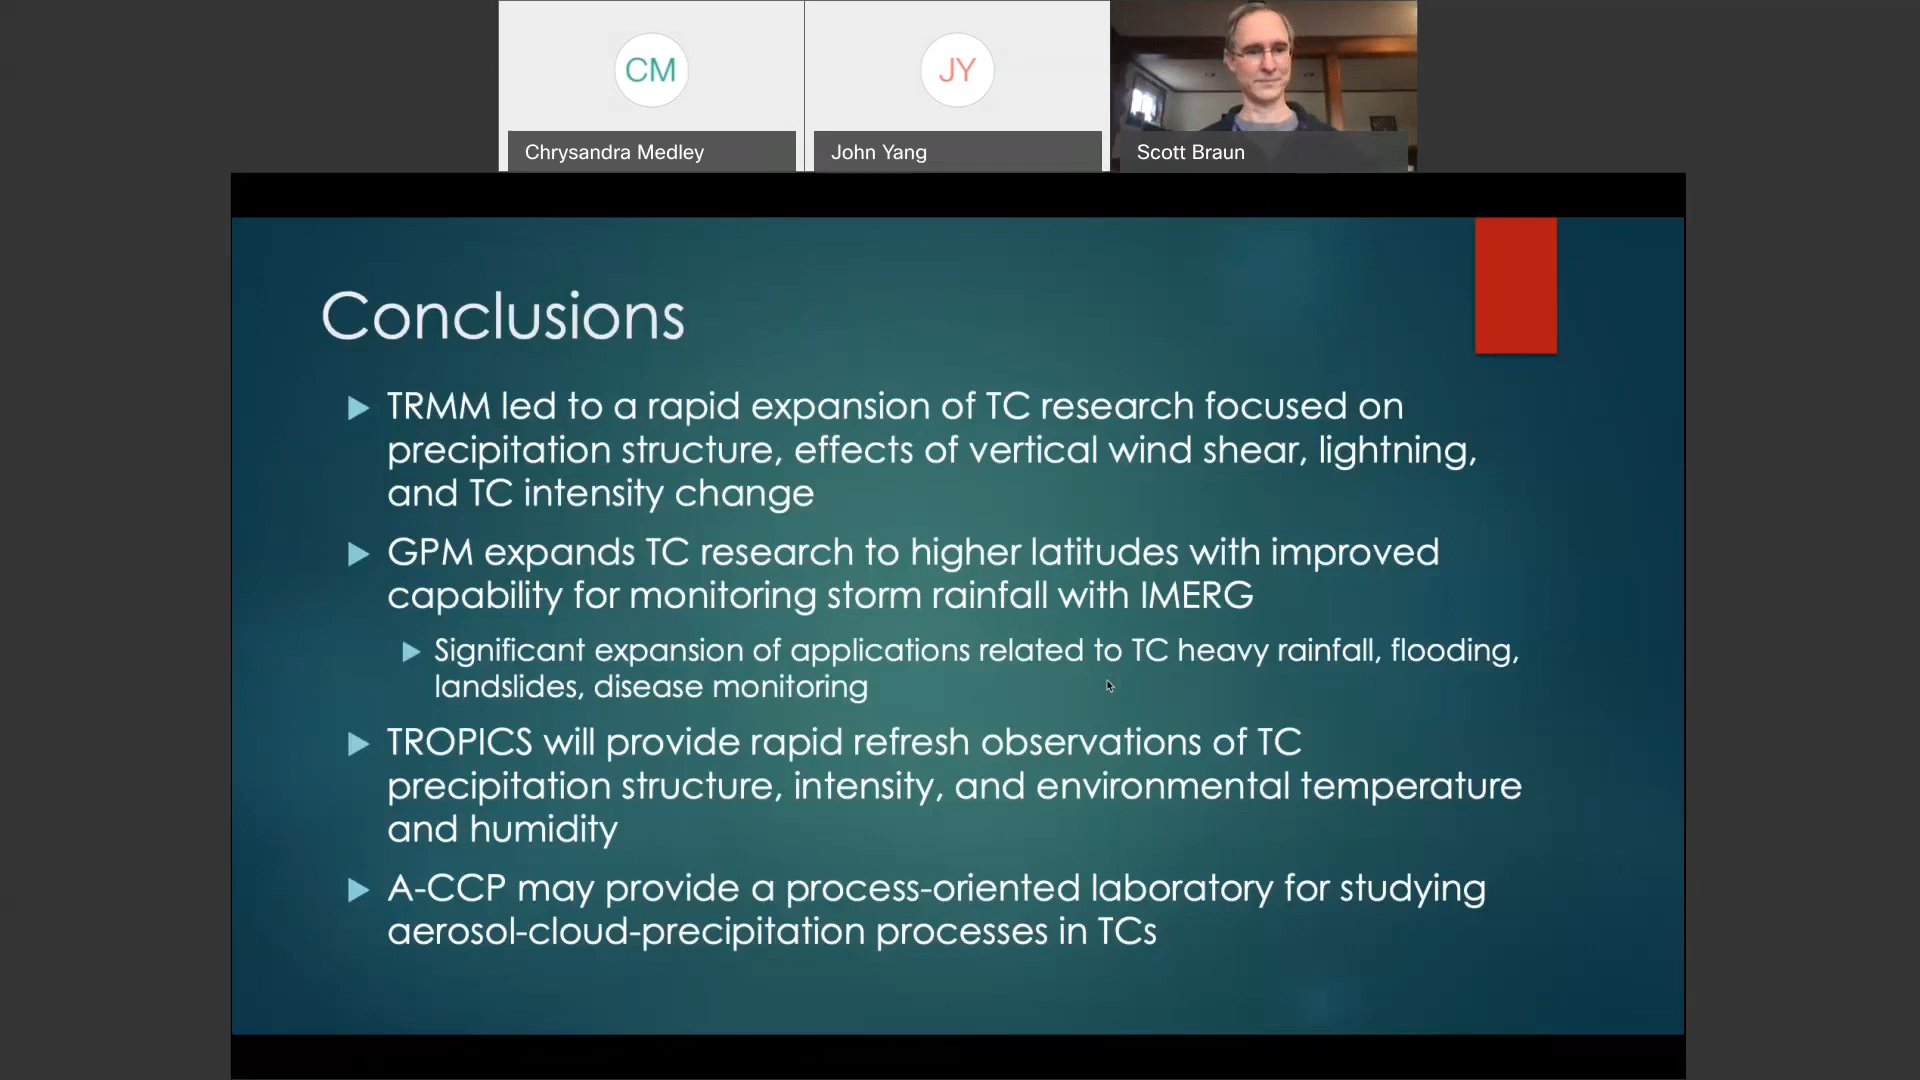 CM
JY
Chrysandra Medley
John Yang
Scott Braun
Conclusions
TRMM led to a rapid expansion of TC research focused on
precipitation structure, effects of vertical wind shear, lightning,
and TC intensity change
GPM expands TC research to higher latitudes with improved
capability for monitoring storm rainfall with IMERG
Significant expansion of applications related to TC heavy rainfall, flooding,
landslides, disease monitoring
TROPICS will provide rapid refresh observations of TC
precipitation structure, intensity, and environmental temperature
and humidity
A-CCP may provide a process-oriented laboratory for studying
aerosol-cloud-precipitation processes in TCs